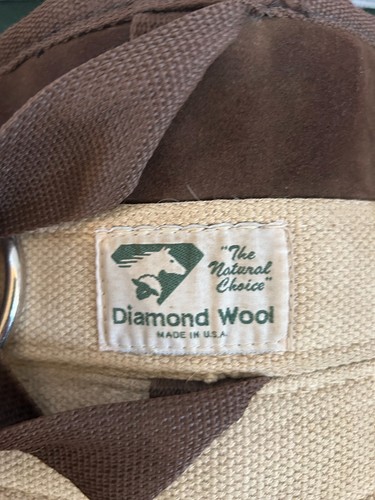 "The
Natural
Choice"
Diamond Wool
MADE IN U.S.A.